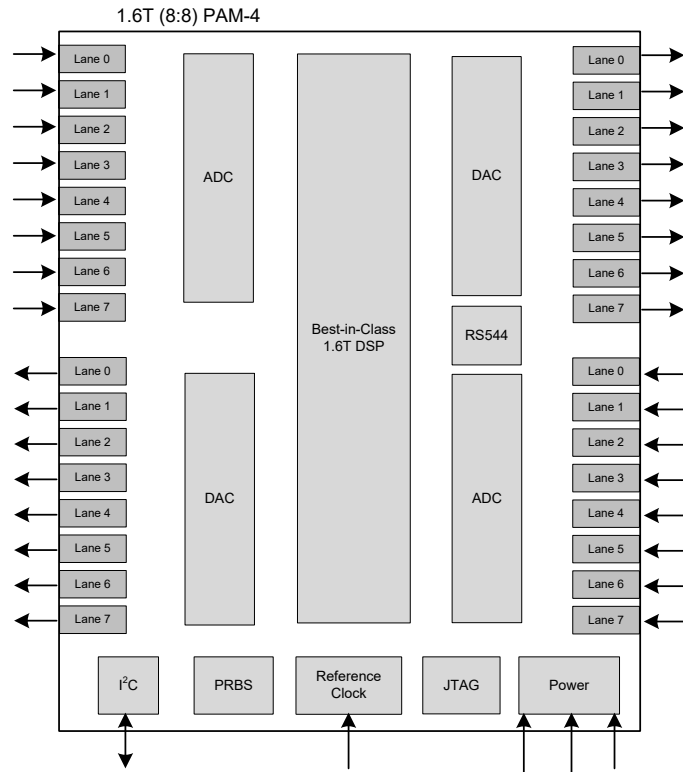 1.6T (8:8) PAM-4
Lane 0
Lane 1
Lane 2
Lane 3
Lane 4
Lane 5
Lane 6
Lane 7
Lane 0
Lane 1
Lane 2
Lane 3
Lane 4
Lane 5
Lane 6
Lane 7
ADC
DAC
Best-in-Class
1.6T DSP
DAC
RS544
ADC
Lane 0
Lane 1
Lane 2
Lane 3
Lane 4
Lane 5
Lane 6
Lane 7
Lane 0
Lane 1
Lane 2
Lane 3
Lane 4
Lane 5
Lane 6
Lane 7
I²C
PRBS
Reference
Clock
JTAG
Power